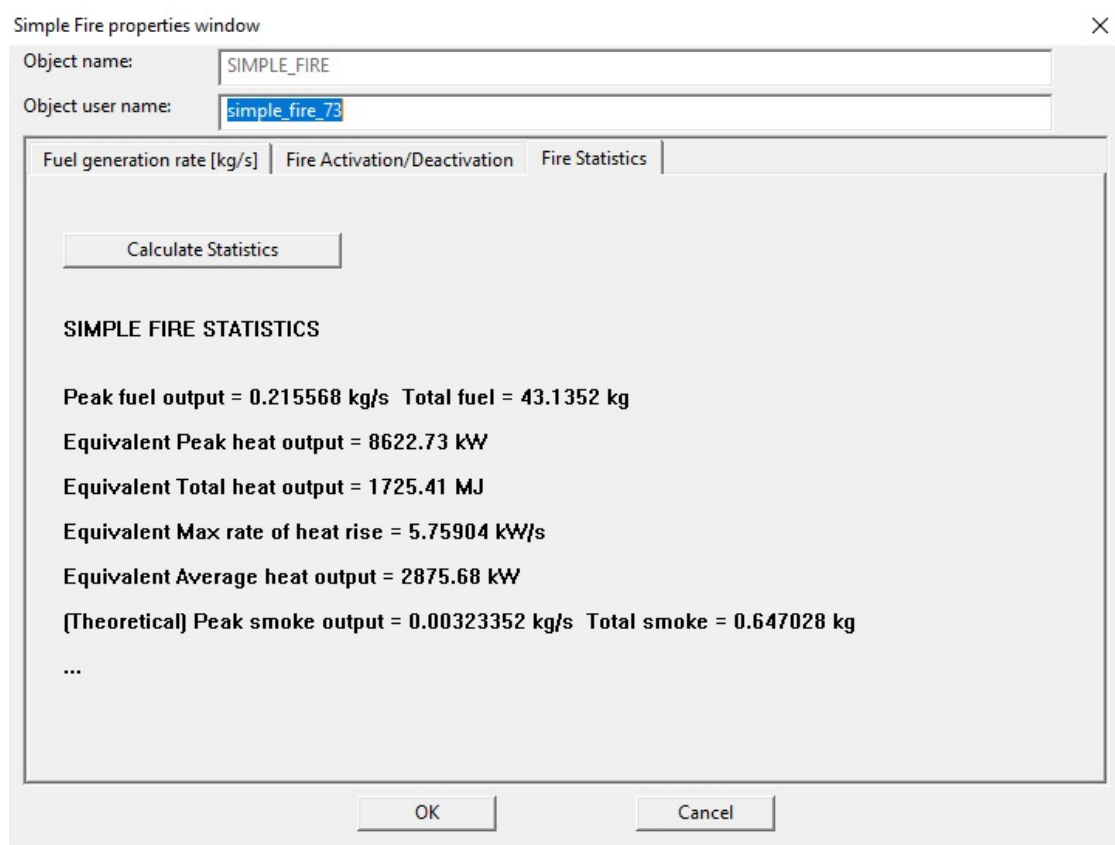 Simple Fire properties window
Object name: SIMPLE_FIRE
Object user name: simple_fire_73
Fuel generation rate [kg/s] Fire Activation/Deactivation Fire Statistics
Calculate Statistics
SIMPLE FIRE STATISTICS
Peak fuel output = 0.215568 kg/s Total fuel = 43.1352 kg
Equivalent Peak heat output = 8622.73 kW
Equivalent Total heat output = 1725.41 MJ
Equivalent Max rate of heat rise = 5.75904 kW/s
Equivalent Average heat output = 2875.68 kW
(Theoretical) Peak smoke output = 0.00323352 kg/s Total smoke = 0.647028 kg
...
OK Cancel